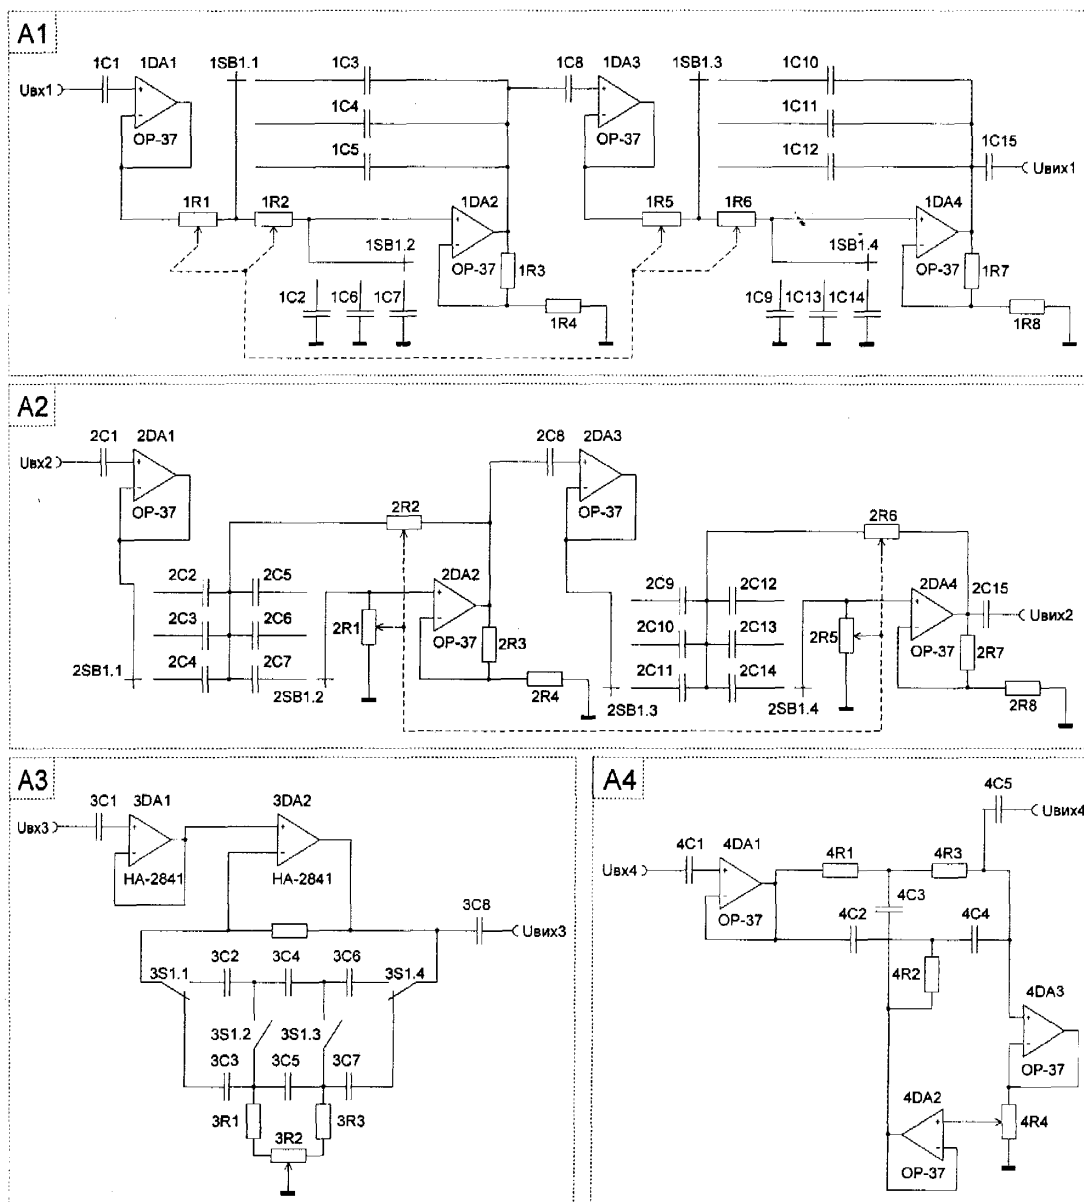 A1
1C1 1DA1 1SB1.1 1C3 1C8 1DA3 1SB1.3 1C10
Uвх1
1C4 1C11
OP-37 OP-37
1C5 1C12 1C15
Uвих1
1R1 1R2 1DA2 1R5 1R6 1DA4
1SB1.2 1SB1.4
OP-37 1R3 OP-37 1R7
1C2 1C6 1C7 1C9 1C13 1C14
1R4 1R8
A2
2C1 2DA1 2C8 2DA3
Uвх2
OP-37 2R2 OP-37 2R6
2C2 2C5 2DA2 2C9 2C12 2DA4 2C15
Uвих2
2C3 2C6 2R1 OP-37 2R3 2C10 2C13 2R5 OP-37 2R7
2SB1.1 2C4 2C7 2SB1.2 2R4 2C11 2C14 2R8
2SB1.3 2SB1.4
A3
3C1 3DA1 3DA2
Uвх3
HA-2841 HA-2841
3C8
Uвих3
3S1.1 3C2 3C4 3C6 3S1.4
3S1.2 3S1.3
3C3 3C5 3C7
3R1 3R2 3R3
A4
4C5
Uвих4
4C1 4DA1 4R1 4R3
Uвх4
4C3
OP-37 4C2 4C4
4R2 4DA3
OP-37
4DA2 4R4
OP-37